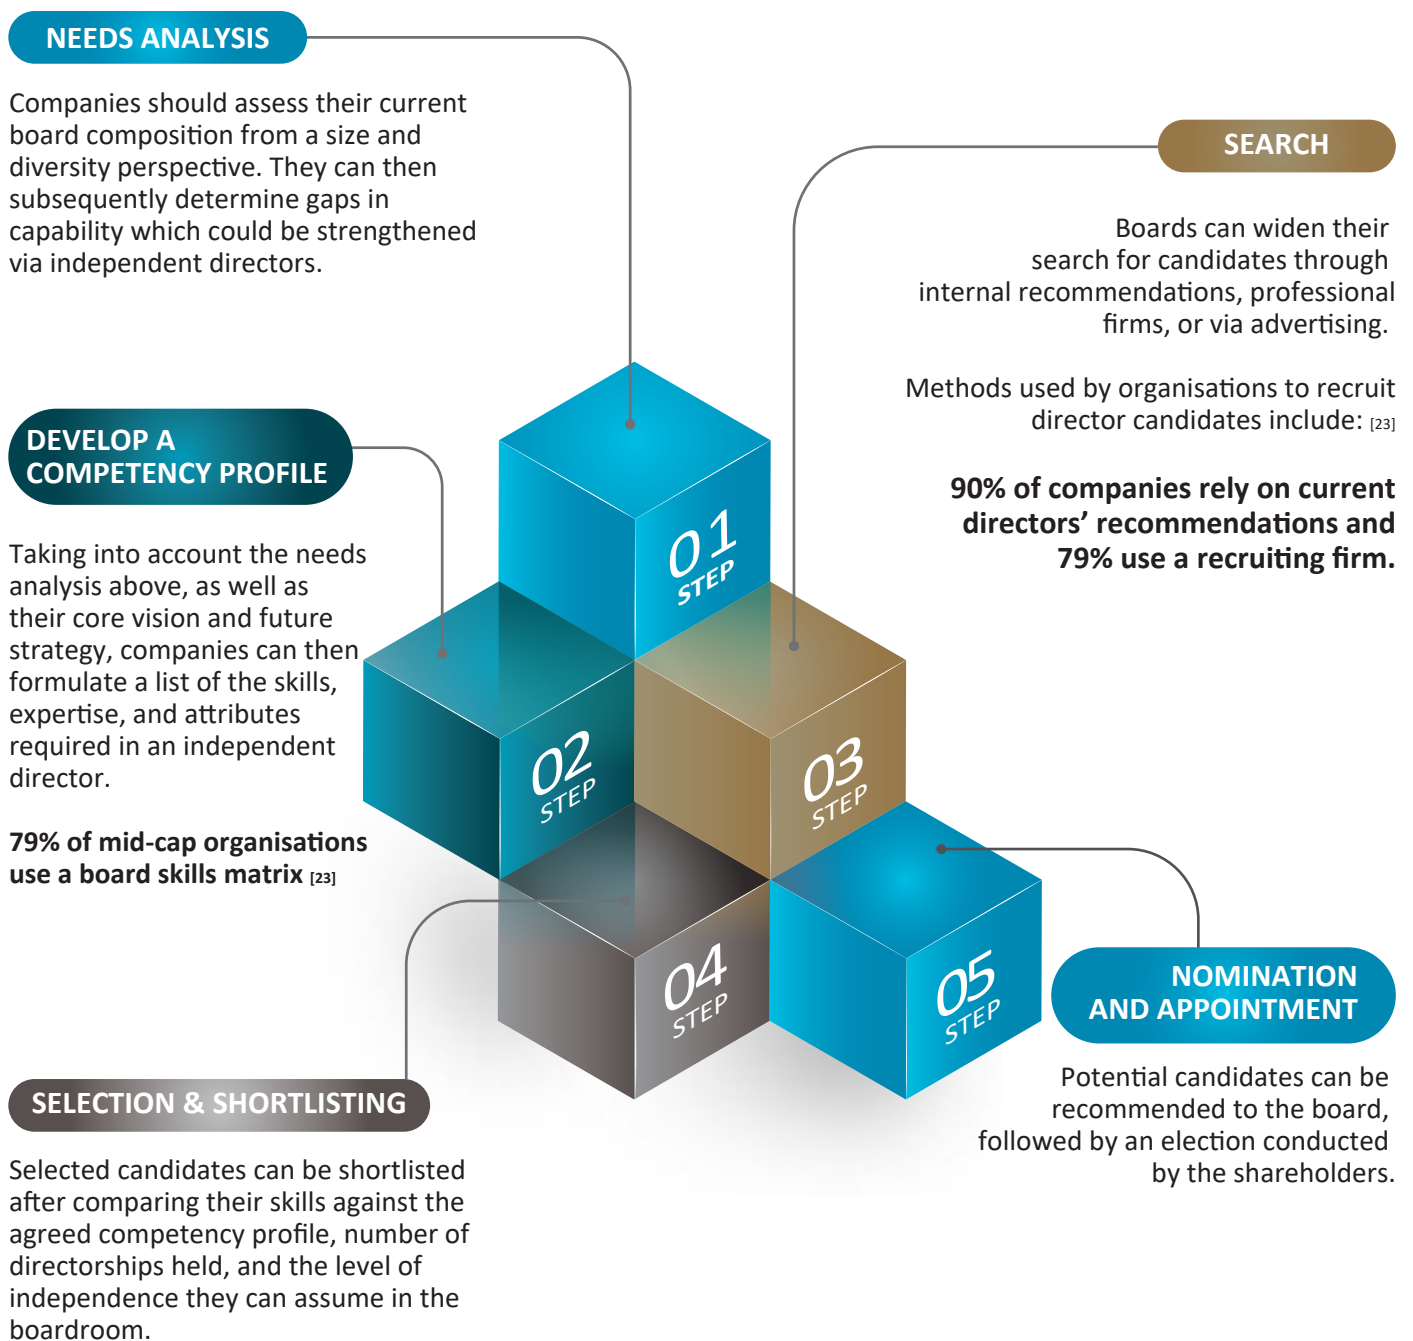 NEEDS ANALYSIS
Companies should assess their current
board composition from a size and
diversity perspective. They can then
subsequently determine gaps in
capability which could be strengthened
via independent directors.
DEVELOP A
COMPETENCY PROFILE
Taking into account the needs
analysis above, as well as
their core vision and future
strategy, companies can then
formulate a list of the skills,
expertise, and attributes
required in an independent
director.
79% of mid-cap organisations
use a board skills matrix [23]
SEARCH
Boards can widen their
search for candidates through
internal recommendations, professional
firms, or via advertising.
Methods used by organisations to recruit
director candidates include: [23]
90% of companies rely on current
directors’ recommendations and
79% use a recruiting firm.
01
STEP
02
STEP
03
STEP
04
STEP
05
STEP
SELECTION & SHORTLISTING
Selected candidates can be shortlisted
after comparing their skills against the
agreed competency profile, number of
directorships held, and the level of
independence they can assume in the
boardroom.
NOMINATION
AND APPOINTMENT
Potential candidates can be
recommended to the board,
followed by an election conducted
by the shareholders.